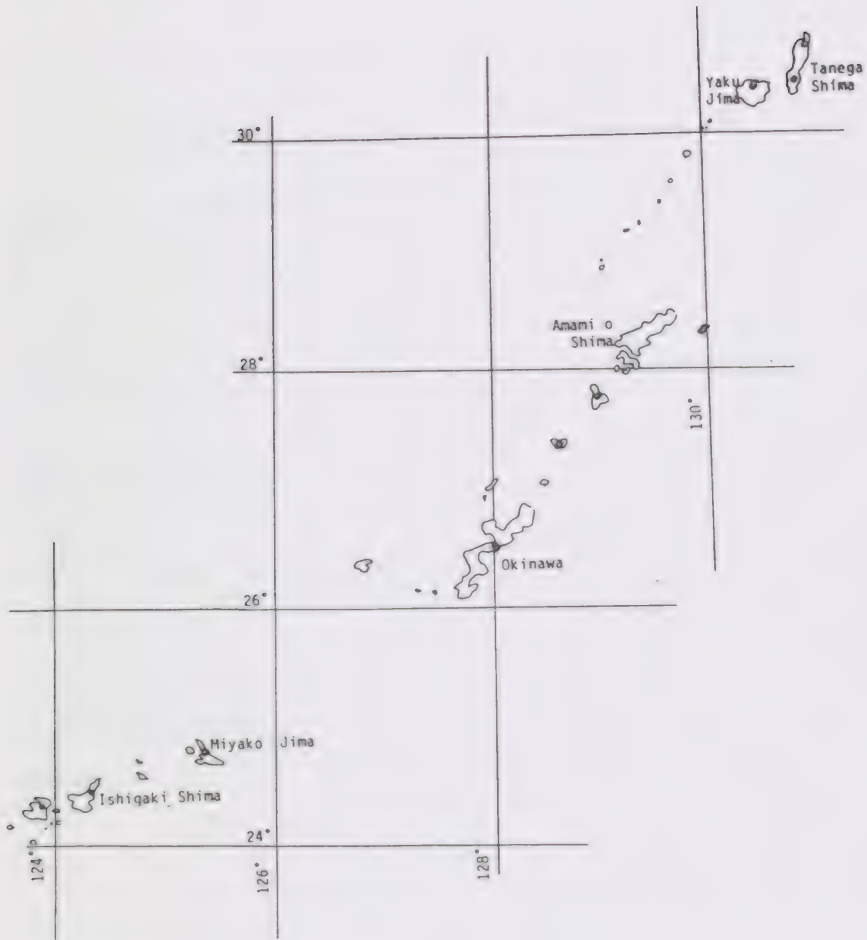 Tanega
Shima
Yaku
Jima
30°
Amami o
Shima
28°
130°
Okinawa
26°
Miyako Jima
Ishigaki Shima
24°
124°
126°
128°